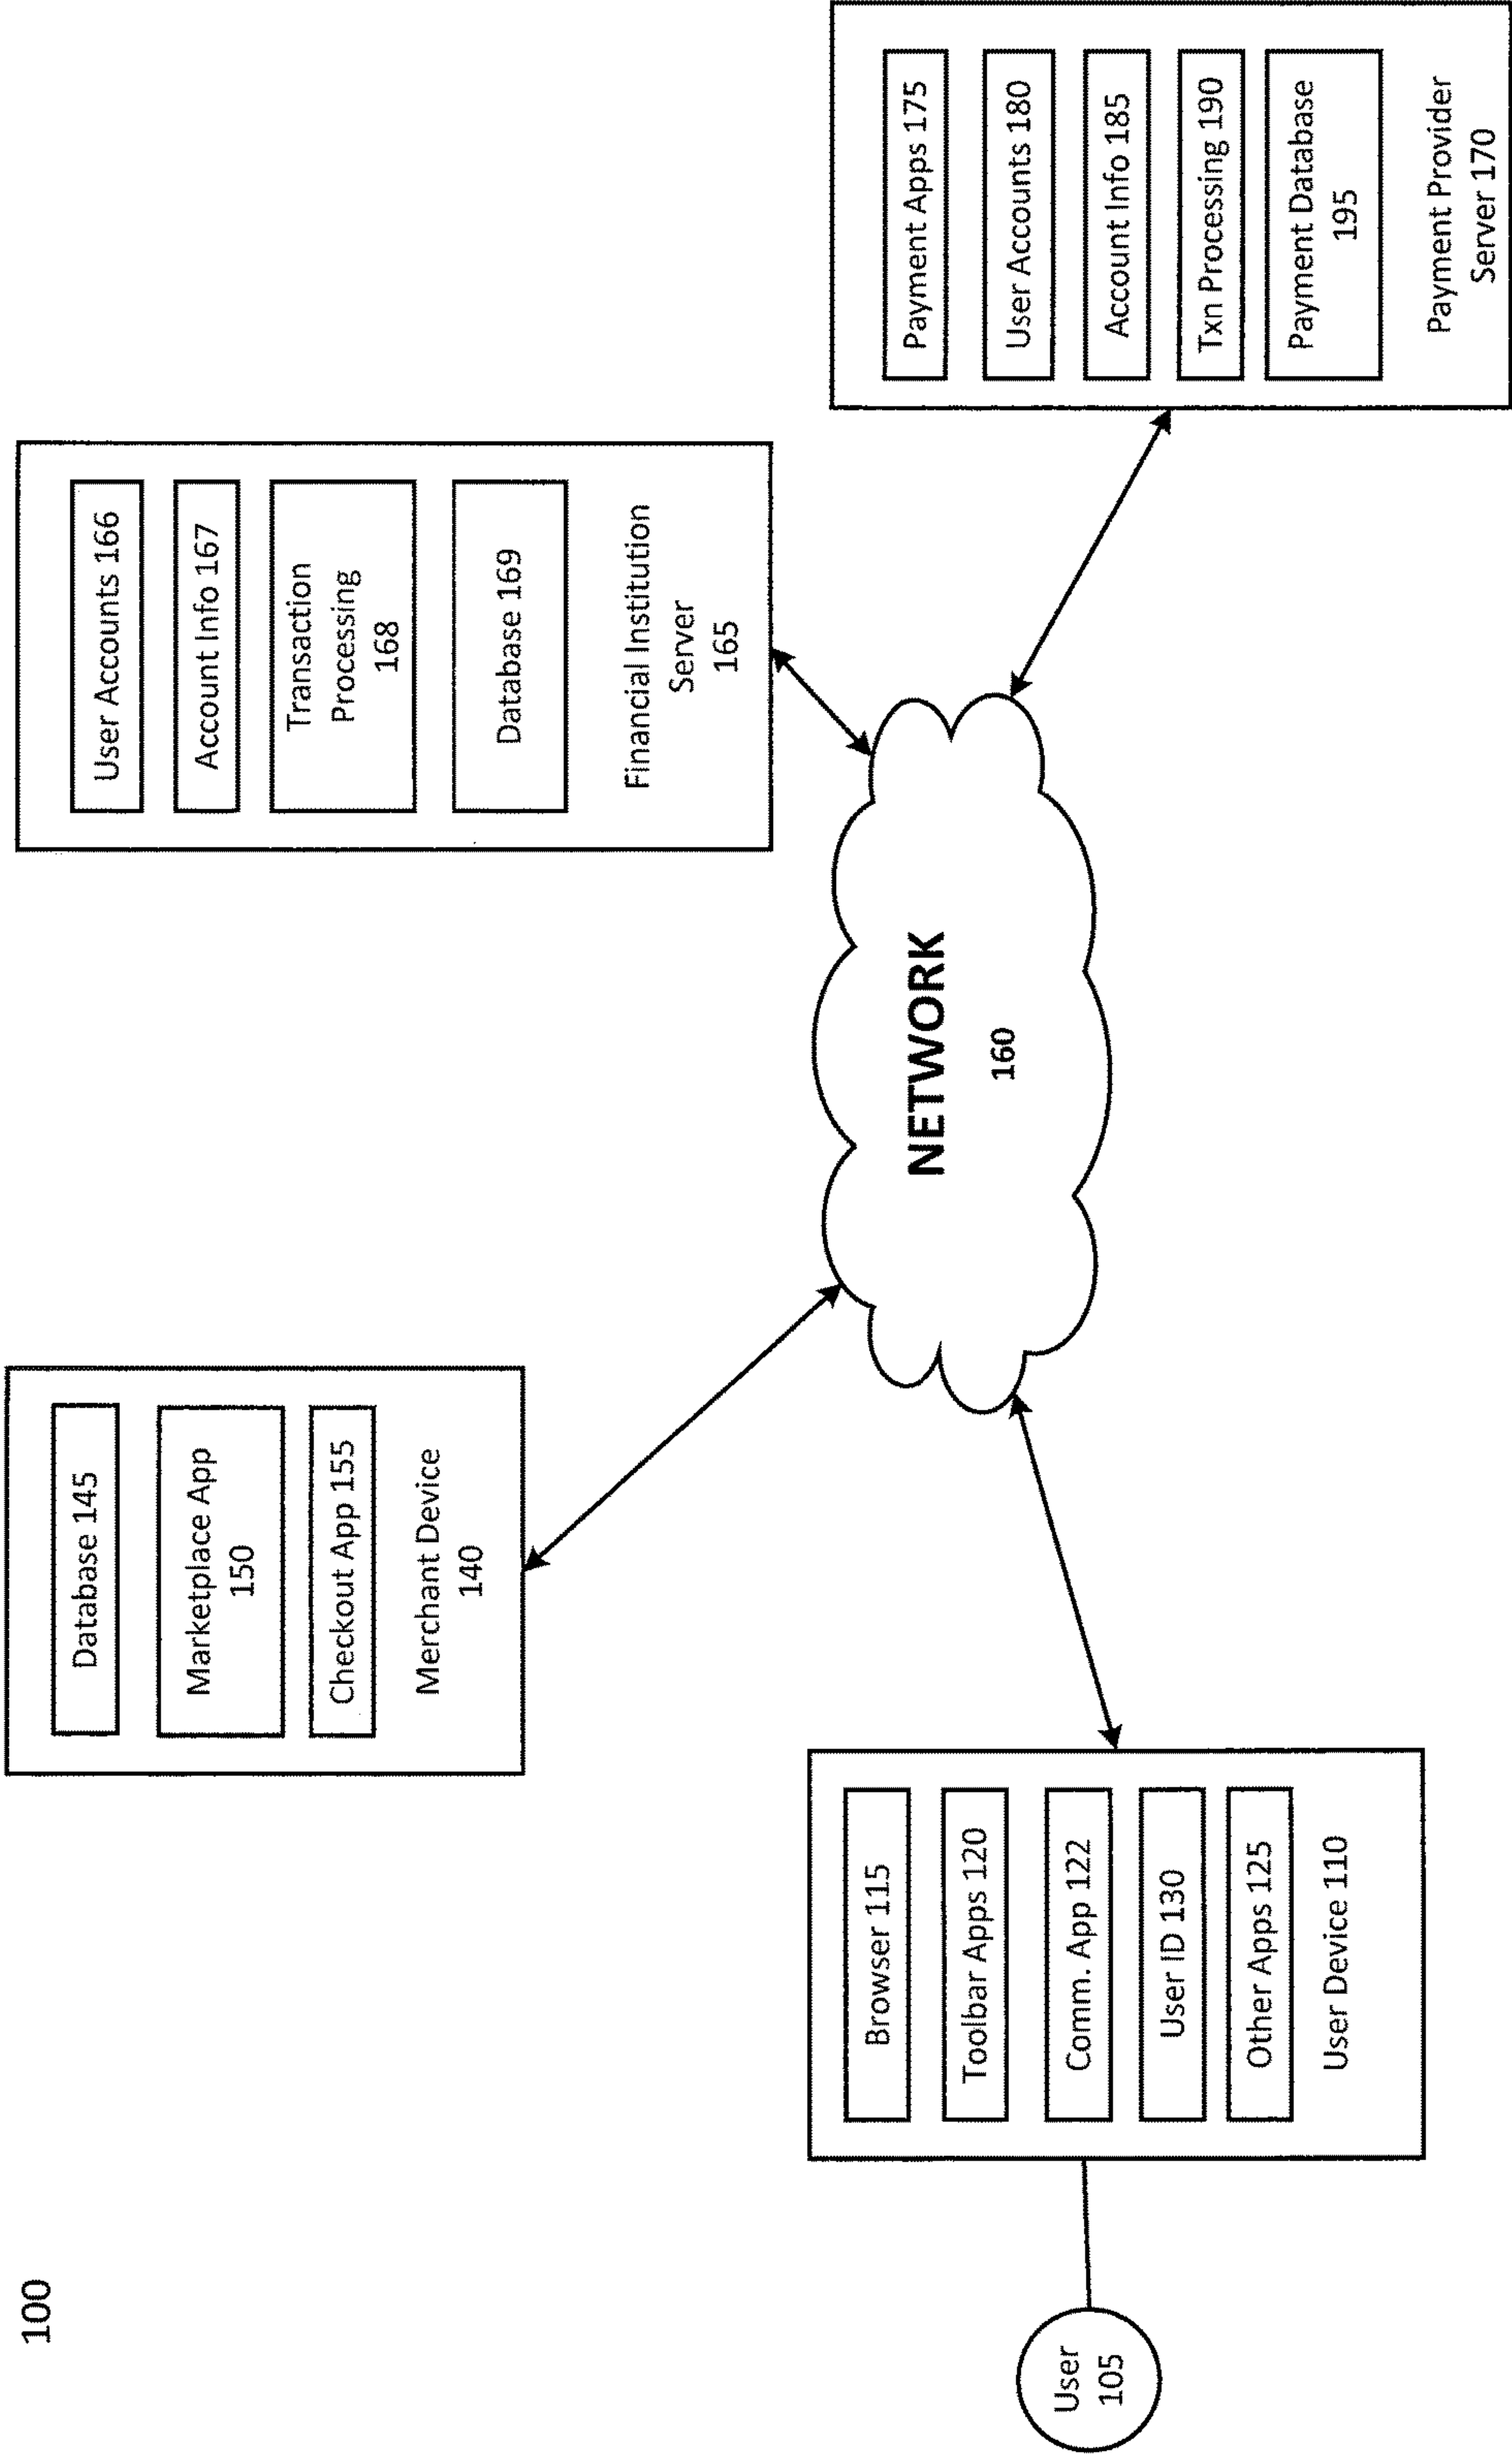 100
User
105
Browser 115
Toolbar Apps 120
Comm. App 122
User ID 130
Other Apps 125
User Device 110
Database 145
Marketplace App
150
Checkout App 155
Merchant Device
140
NETWORK
160
User Accounts 166
Account Info 167
Transaction
Processing
168
Database 169
Financial Institution
Server
165
Payment Apps 175
User Accounts 180
Account Info 185
Txn Processing 190
Payment Database
195
Payment Provider
Server 170